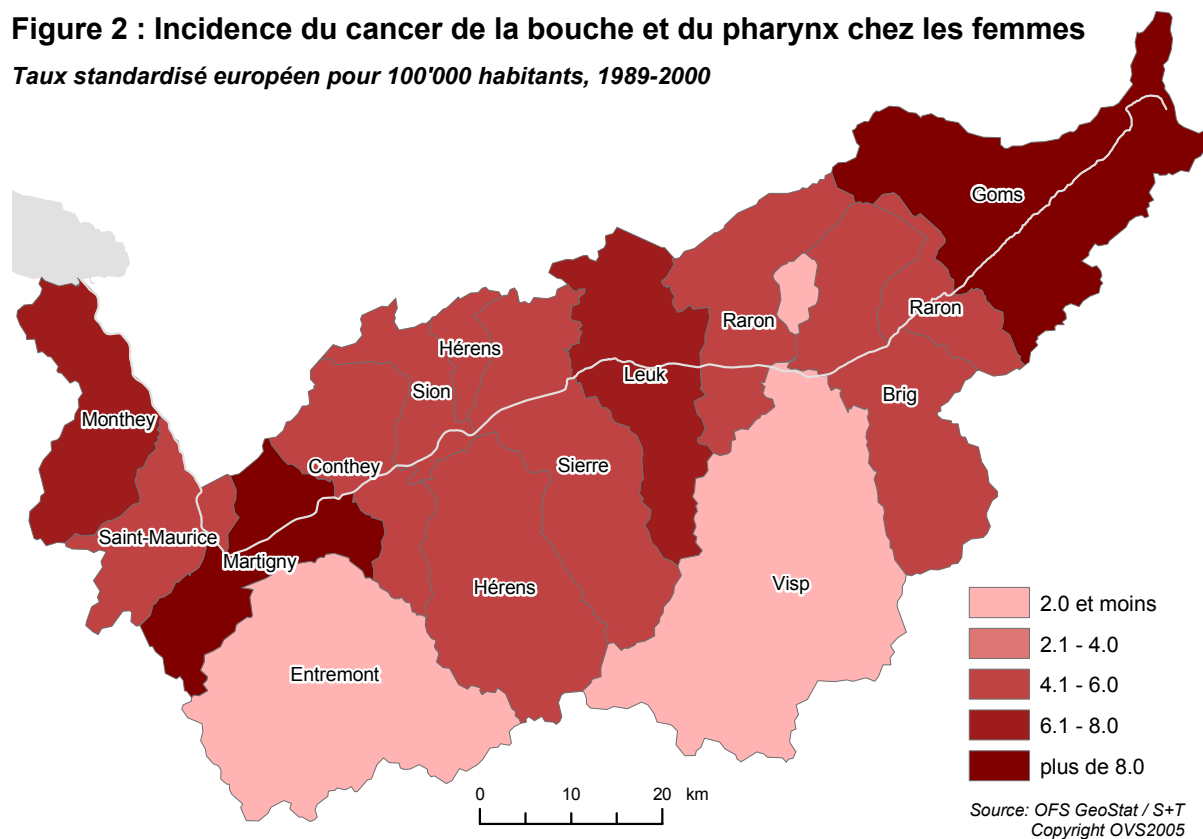 Figure 2 : Incidence du cancer de la bouche et du pharynx chez les femmes
Taux standardisé européen pour 100'000 habitants, 1989-2000
Goms
Raron
Raron
Hérens
Leuk
Sion
Brig
Monthey
Conthey
Sierre
Saint-Maurice
Martigny
Hérens
Visp
Entremont
2.0 et moins
2.1 - 4.0
4.1 - 6.0
6.1 - 8.0
plus de 8.0
0 10 20 km
Source: OFS GeoStat / S+T
Copyright OVS2005